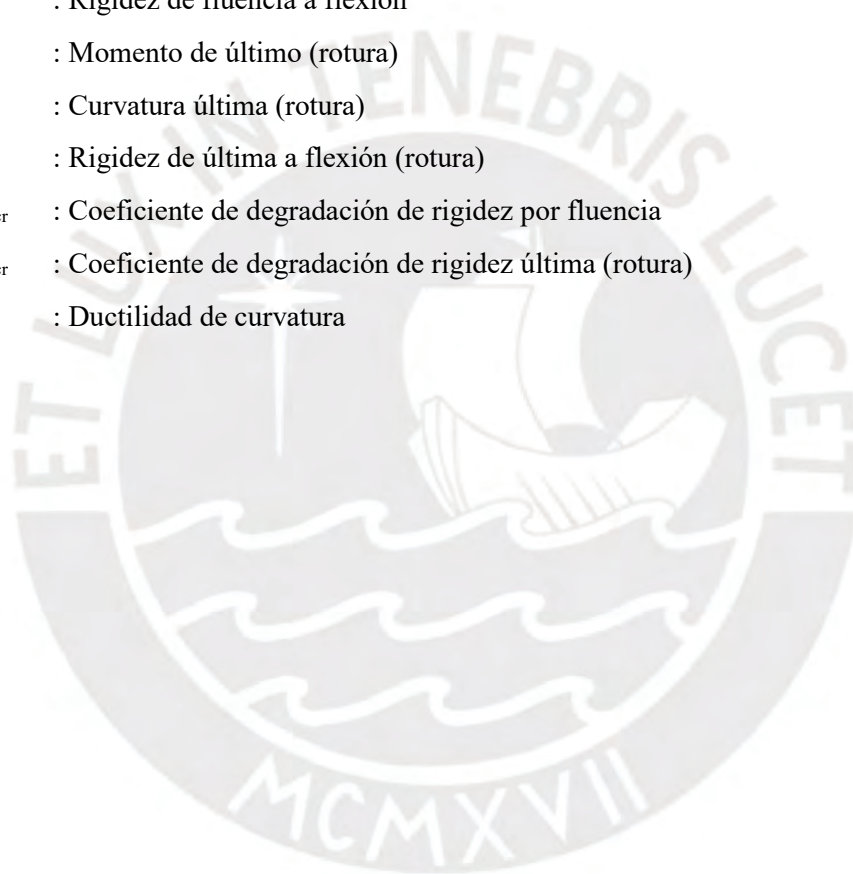 : Rigidez de fluencia a flexión
: Momento de último (rotura)
: Curvatura última (rotura)
: Rigidez de última a flexión (rotura)
er : Coeficiente de degradación de rigidez por fluencia
er : Coeficiente de degradación de rigidez última (rotura)
: Ductilidad de curvatura
ET LUX IN TENEBRIS LUCET
MCMXVII